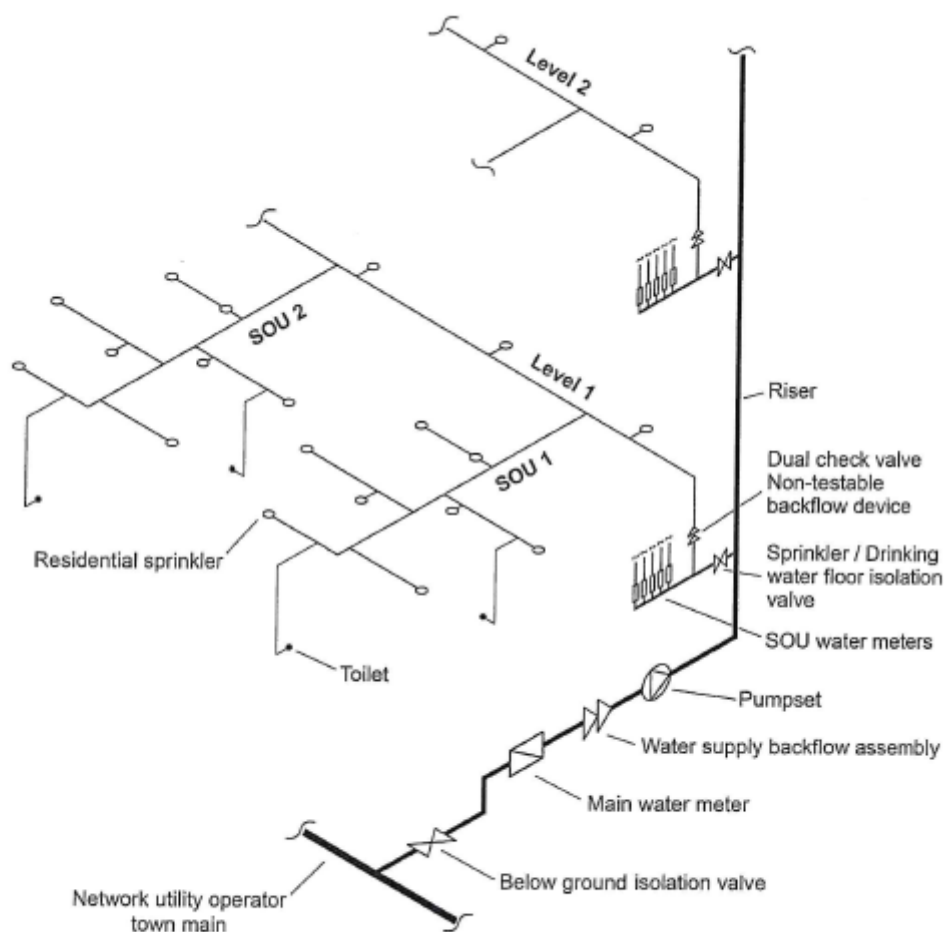 Level 2
SOU 2
Level 1
Riser
SOU 1
Dual check valve
Non-testable
backflow device
Residential sprinkler
Sprinkler / Drinking
water floor isolation
valve
SOU water meters
Toilet
Pumpset
Water supply backflow assembly
Main water meter
Below ground isolation valve
Network utility operator
town main